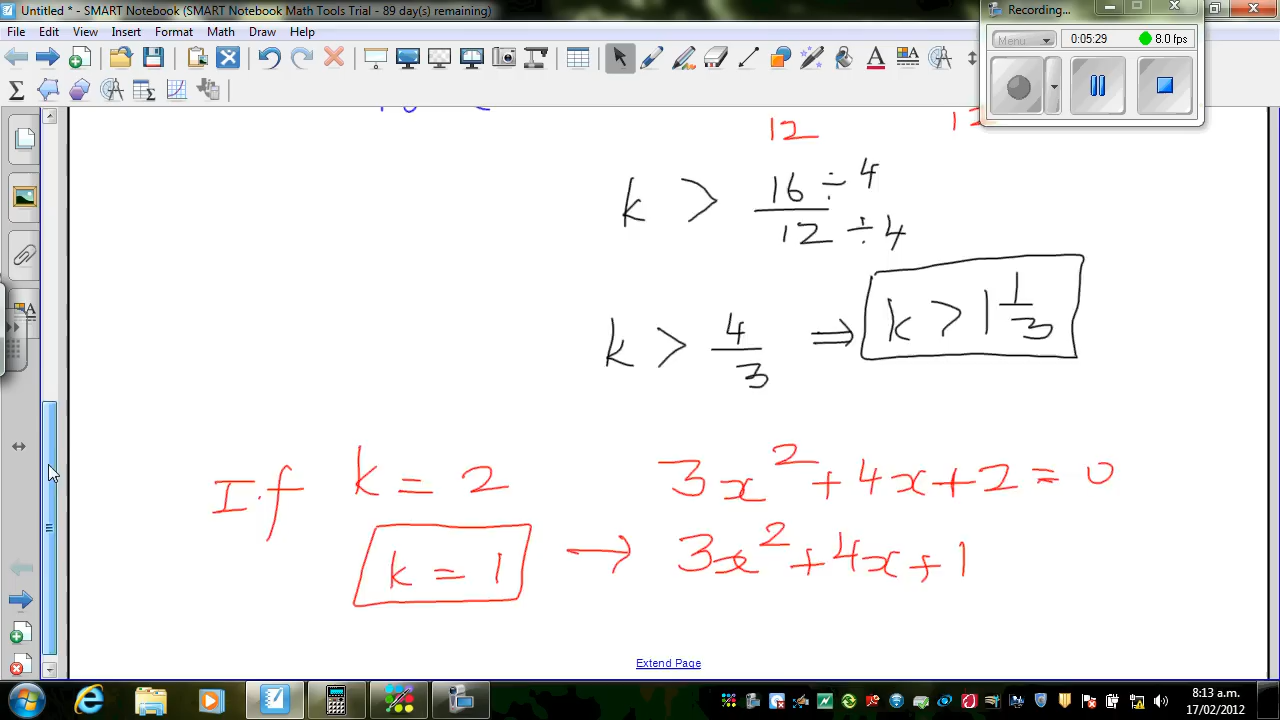 Untitled * - SMART Notebook (SMART Notebook Math Tools Trial - 89 day(s) remaining)
Recording...
File Edit View Insert Format Math Draw Help
Menu
00:05:29
8.0 fps
12
k > 16 ÷ 4
12 ÷ 4
k > 4/3 ⇒ k > 1 1/3
If k = 2 3x² + 4x + 2 = 0
k = 1 → 3x² + 4x + 1
Extend Page
8:13 a.m.
17/02/2012